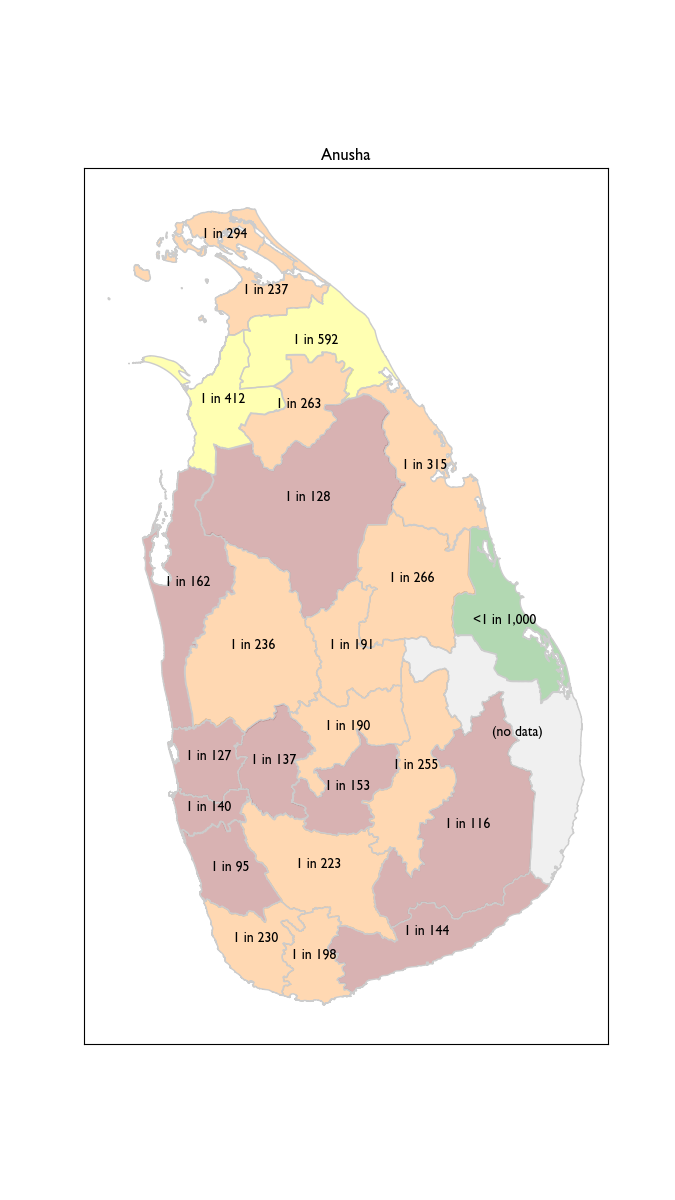 Anusha
1 in 294
1 in 237
1 in 592
1 in 412
1 in 263
1 in 315
1 in 128
1 in 266
1 in 162
<1 in 1,000
1 in 236
1 in 191
1 in 190
(no data)
1 in 127
1 in 137
1 in 255
1 in 153
1 in 140
1 in 116
1 in 223
1 in 95
1 in 144
1 in 230
1 in 198